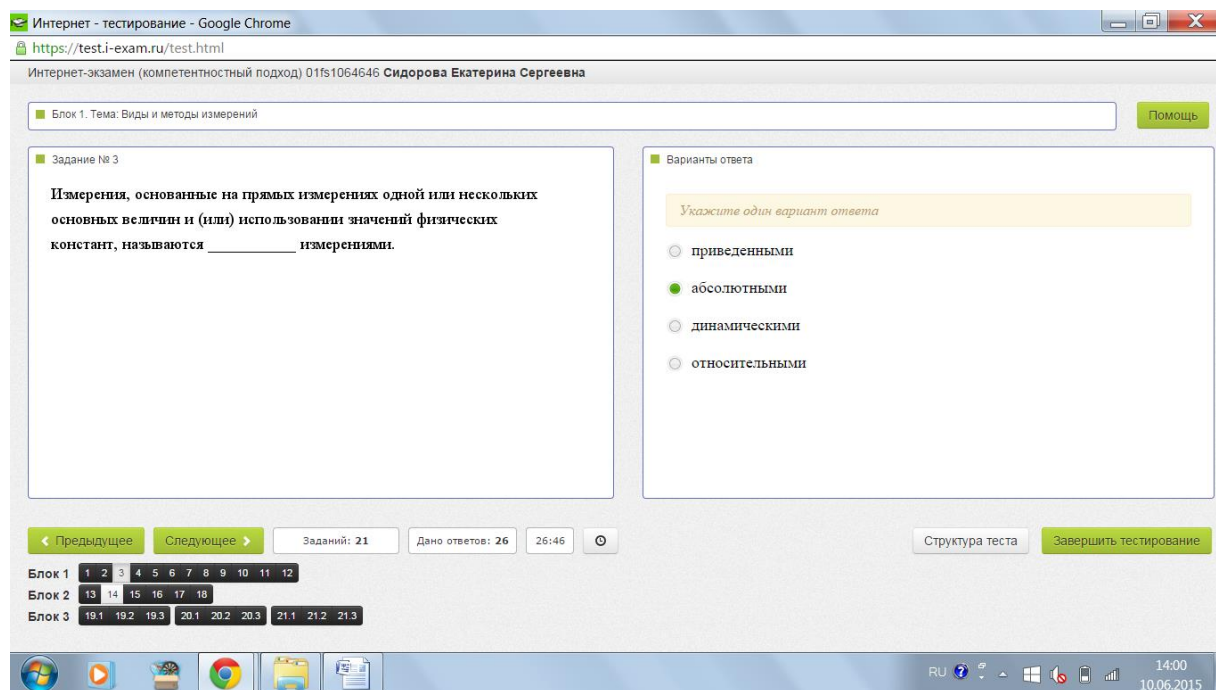 Интернет - тестирование - Google Chrome
https://test.i-exam.ru/test.html
Интернет-экзамен (компетентностный подход) 01fs1064646 Сидорова Екатерина Сергеевна
Блок 1. Тема: Виды и методы измерений
Помощь
Задание № 3
Измерения, основанные на прямых измерениях одной или нескольких
основных величин и (или) использовании значений физических
констант, называются ___________ измерениями.
Варианты ответа
Укажите один вариант ответа
приведенными
абсолютными
динамическими
относительными
Предыдущее
Следующее
Заданий: 21
Дано ответов: 26
26:46
Структура теста
Завершить тестирование
Блок 1 1 2 3 4 5 6 7 8 9 10 11 12
Блок 2 13 14 15 16 17 18
Блок 3 19.1 19.2 19.3 20.1 20.2 20.3 21.1 21.2 21.3
RU
14:00
10.06.2015